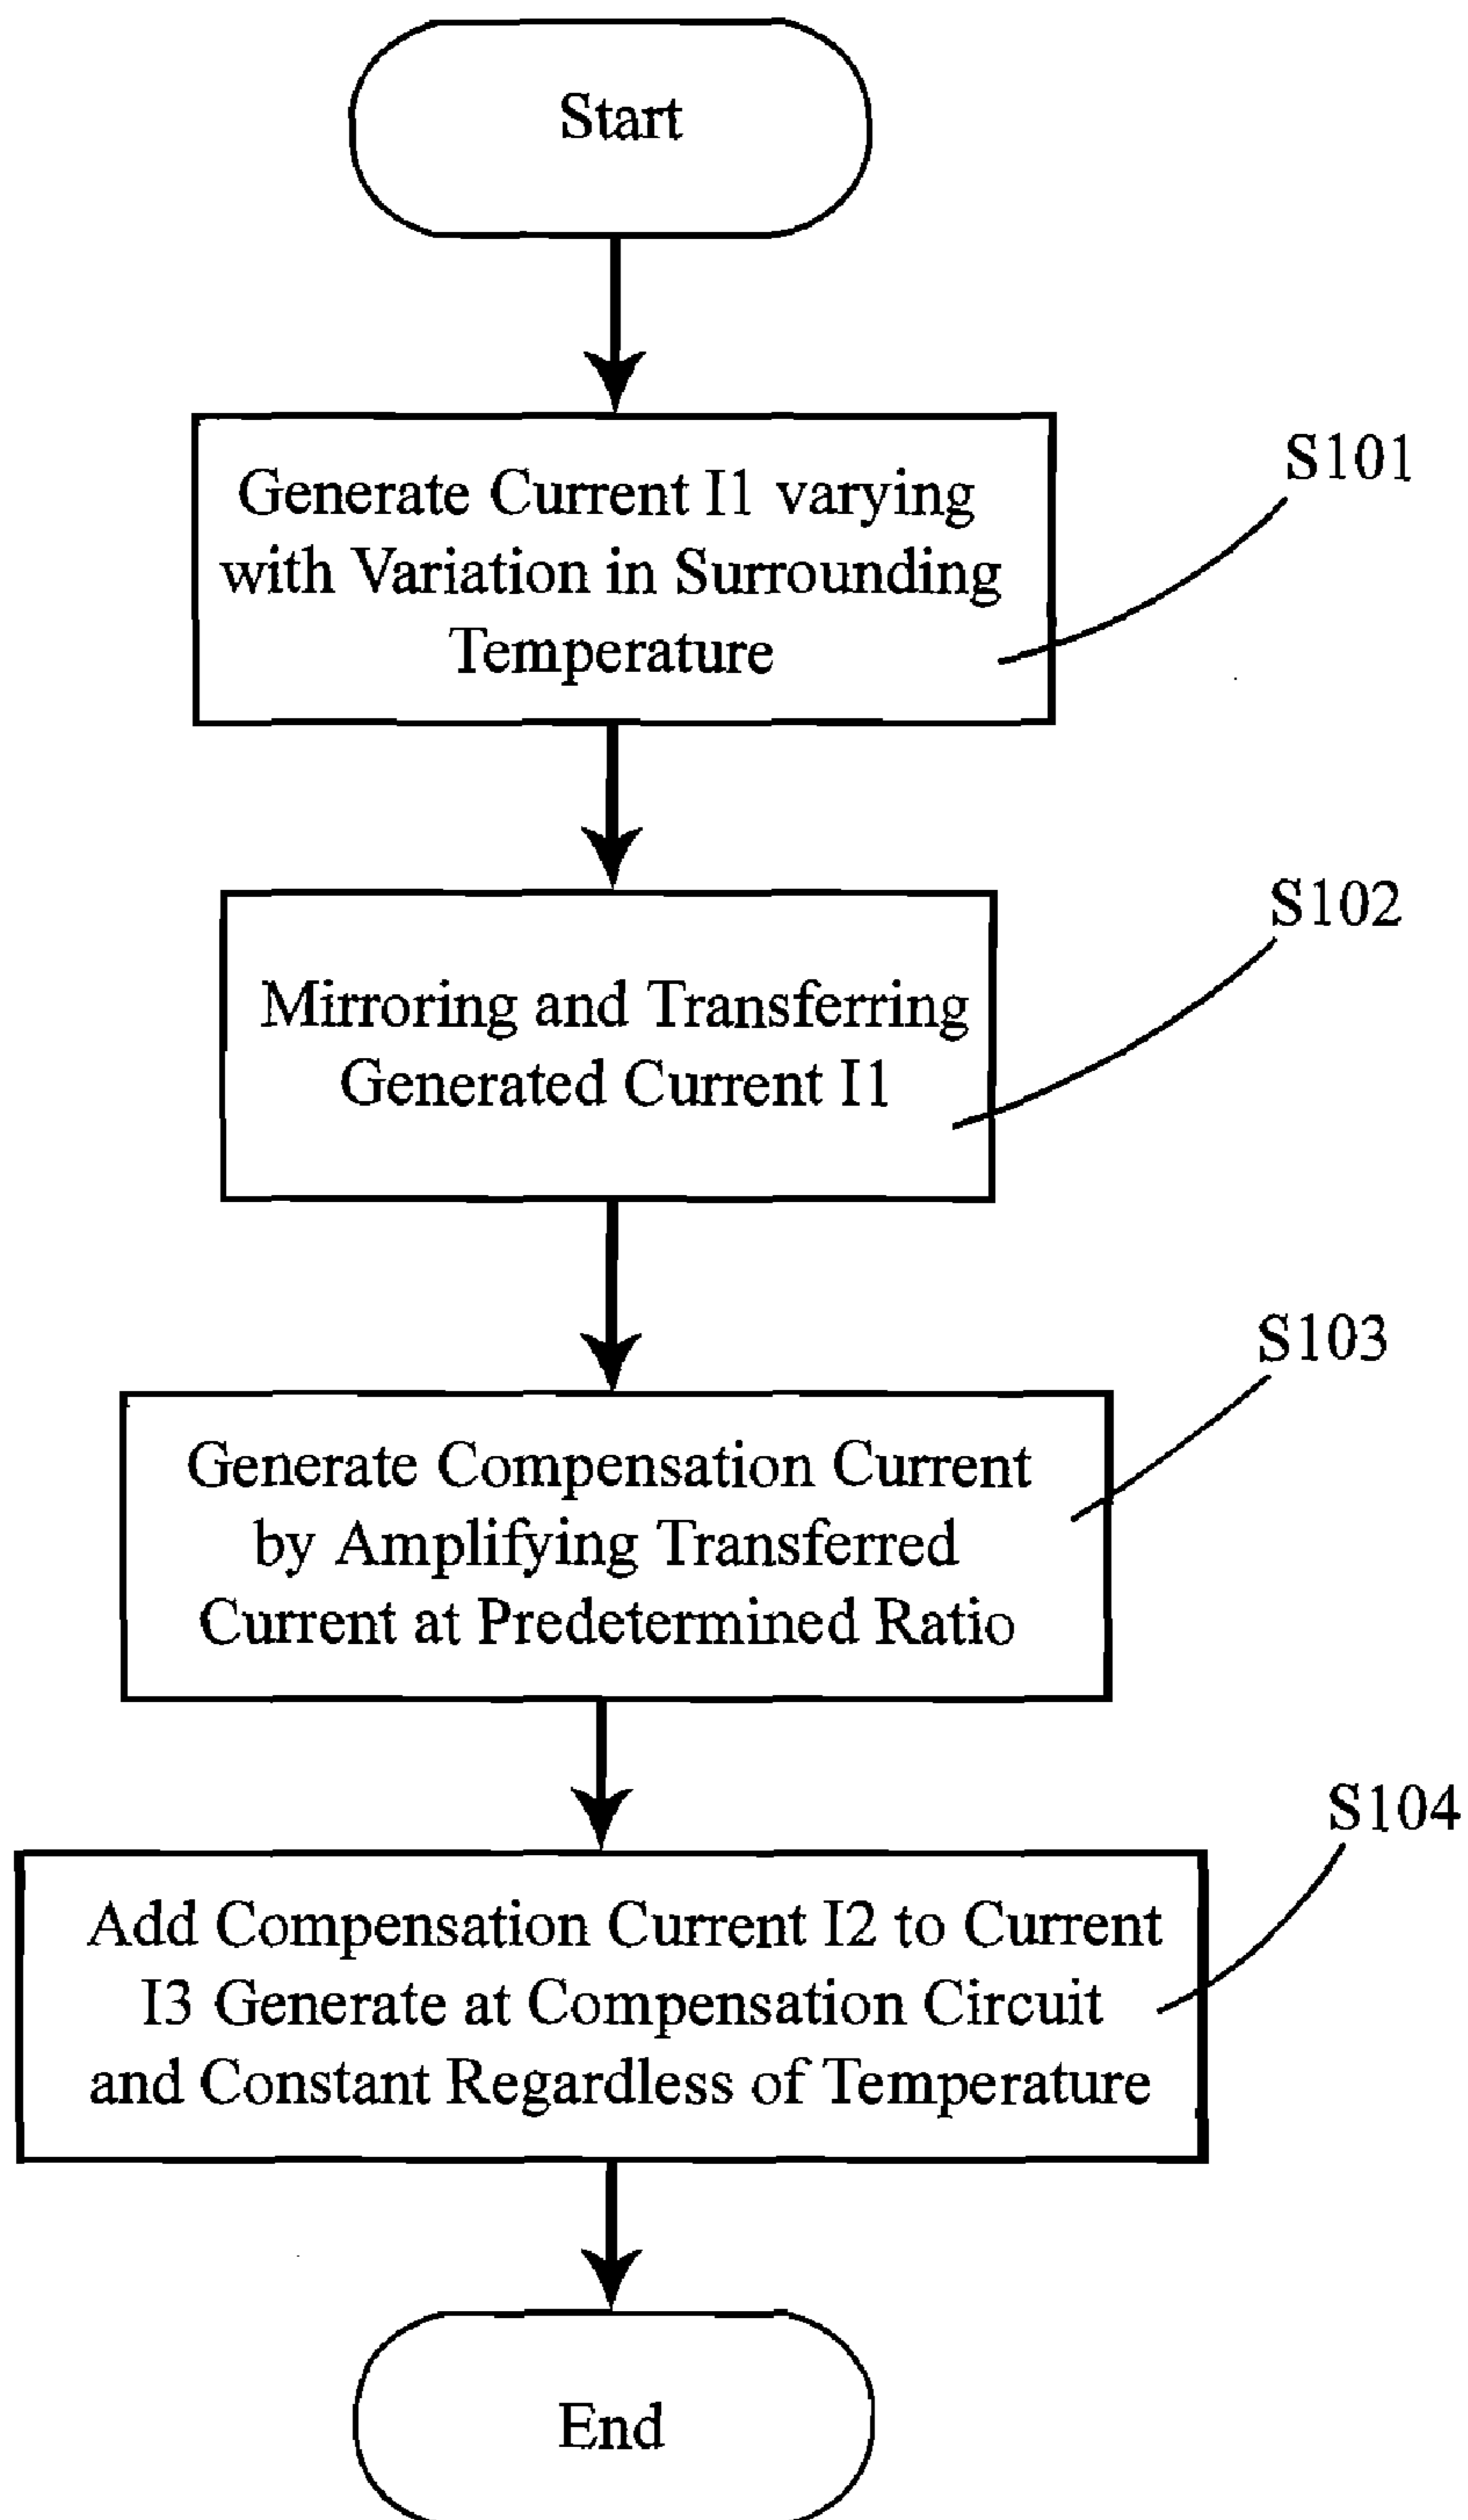 Start
Generate Current I1 varying
with Variation in Surrounding
Temperature
S101
Mirroring and Transferring
Generated Current I1
S102
Generate Compensation Current
by Amplifying Transferred
Current at Predetermined Ratio
S103
Add Compensation Current I2 to Current
I3 Generate at Compensation Circuit
and Constant Regardless of Temperature
S104
End